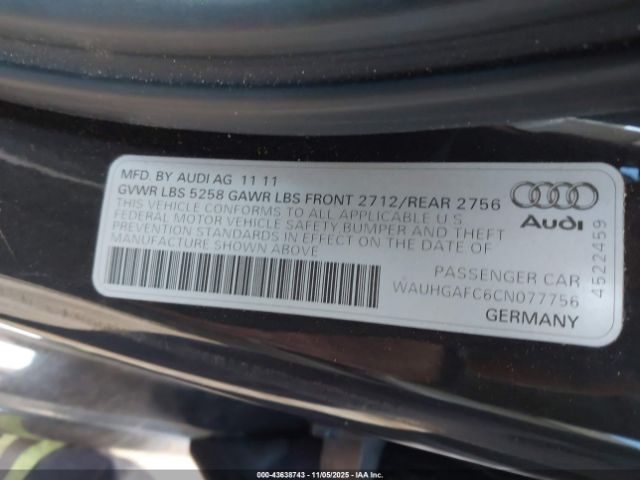 MFD. BY AUDI AG 11 11
GVWR LBS 5258 GAWR LBS FRONT 2712/REAR 2756
THIS VEHICLE CONFORMS TO ALL APPLICABLE U S
FEDERAL MOTOR VEHICLE SAFETY,BUMPER AND THEFT
PREVENTION STANDARDS IN EFFECT ON THE DATE OF
MANUFACTURE SHOWN ABOVE
Audi
4522459
PASSENGER CAR
WAUHGAFC6CN077756
GERMANY
000-43638743 - 11/05/2025 - IAAI.com